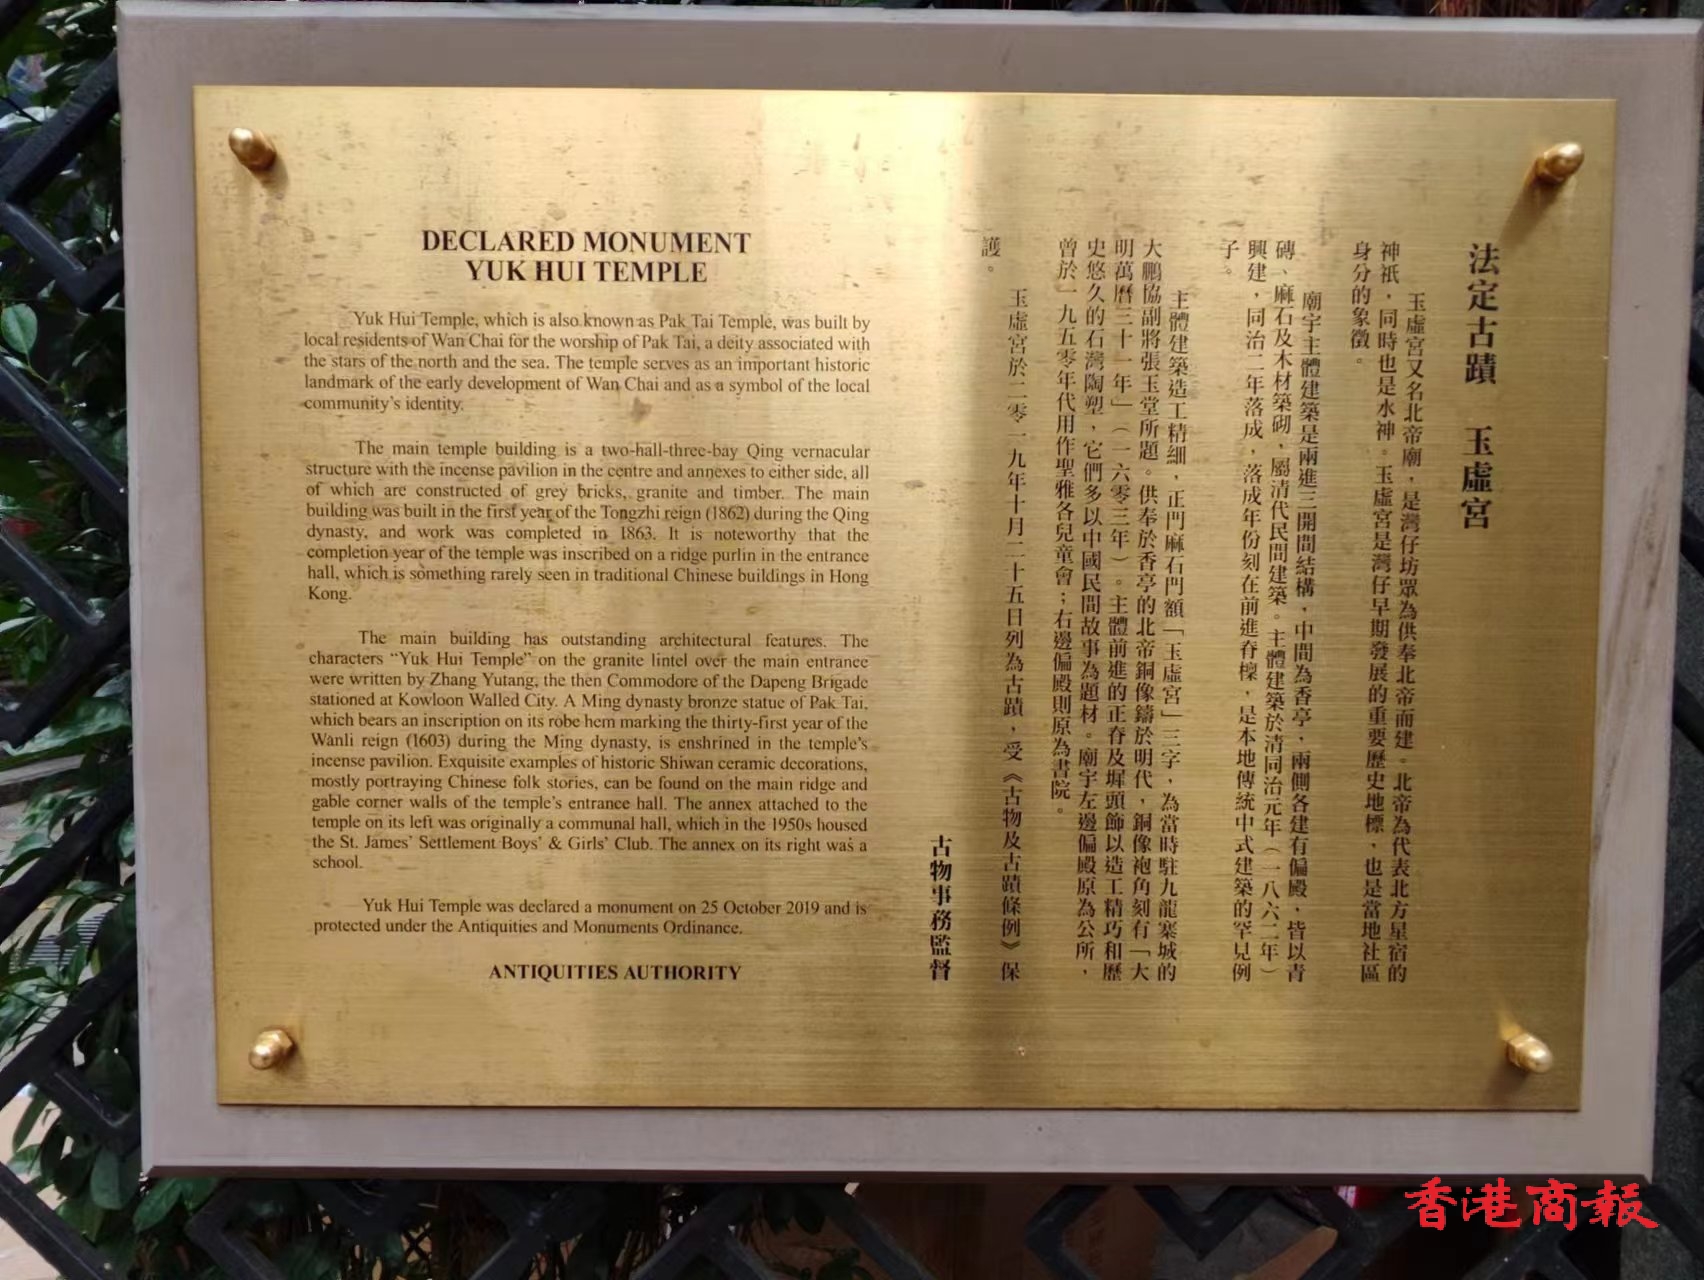 DECLARED MONUMENT
YUK HUI TEMPLE
Yuk Hui Temple, which is also known as Pak Tai Temple, was built by
local residents of Wan Chai for the worship of Pak Tai, a deity associated with
the stars of the north and the sea. The temple serves as an important historic
landmark of the early development of Wan Chai and as a symbol of the local
community's identity.
The main temple building is a two-hall-three-bay Qing vernacular
structure with the incense pavilion in the centre and annexes to either side, all
of which are constructed of grey bricks, granite and timber. The main
building was built in the first year of the Tongzhi reign (1862) during the Qing
dynasty, and work was completed in 1863. It is noteworthy that the
completion year of the temple was inscribed on a ridge purlin in the entrance
hall, which is something rarely seen in traditional Chinese buildings in Hong
Kong.
The main building has outstanding architectural features. The
characters “Yuk Hui Temple” on the granite lintel over the main entrance
were written by Zhang Yutang, the then Commodore of the Dapeng Brigade
stationed at Kowloon Walled City. A Ming dynasty bronze statue of Pak Tai,
which bears an inscription on its robe hem marking the thirty-first year of the
Wanli reign (1603) during the Ming dynasty, is enshrined in the temple's
incense pavilion. Exquisite examples of historic Shiwan ceramic decorations,
mostly portraying Chinese folk stories, can be found on the main ridge and
gable corner walls of the temple's entrance hall. The annex attached to the
temple on its left was originally a communal hall, which in the 1950s housed
the St. James' Settlement Boys' & Girls' Club. The annex on its right was a
school.
Yuk Hui Temple was declared a monument on 25 October 2019 and is
protected under the Antiquities and Monuments Ordinance.
ANTIQUITIES AUTHORITY
法定古蹟 玉虛宮
玉虛宮又名北帝廟，是灣仔坊眾為供奉北帝而建。北帝為代表北方星宿的
神祇，同時也是水神。玉虛宮是灣仔早期發展的重要歷史地標，也是當地社區
身分的象徵。
廟宇主體建築是兩進三開間結構，中間為香亭，兩側各建有偏殿，皆以青
磚、麻石及木材築砌，屬清代民間建築。主體建築於清同治元年（一八六二年）
興建，同治二年落成，落成年份刻在前進脊檁，是本地傳統中式建築的罕見例
子。
主體建築造工精細，正門麻石門額「玉虛宮」三字，為當時駐九龍寨城的
大鵬協副將張玉堂所題。供奉於香亭的北帝銅像鑄於明代，銅像袍角刻有「大
明萬曆三十一年」（一六零三年）。主體前進的正脊及墀頭飾以造工精巧和歷
史悠久的石灣陶塑，它們多以中國民間故事為題材。廟宇左邊偏殿原為公所，
曾於一九五零年代用作聖雅各兒童會；右邊偏殿則原為書院。
玉虛宮於二零一九年十月二十五日列為古蹟，受《古物及古蹟條例》保
護。
古物事務監督
香港商報